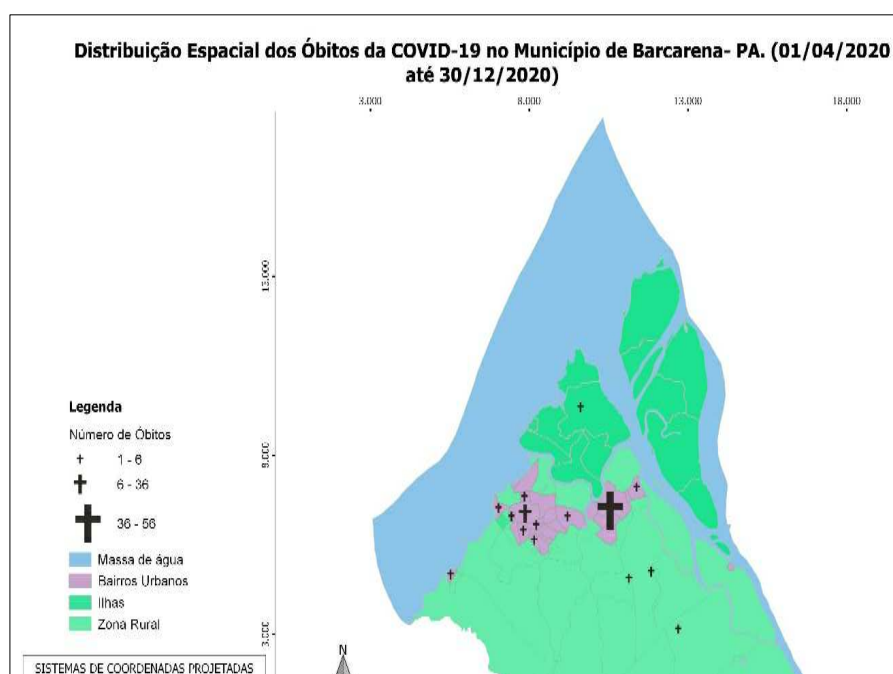 Distribuição Espacial dos Óbitos da COVID-19 no Município de Barcarena- PA. (01/04/2020
até 30/12/2020)
3.000 8.000 13.000 18.000
9.000
3.000
Legenda
Número de Óbitos
1 - 6
6 - 36
36 - 56
Massa de água
Bairros Urbanos
Ilhas
Zona Rural
SISTEMAS DE COORDENADAS PROJETADAS
N